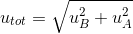 u_{tot} = \sqrt{u_B^2 + u_A^2}